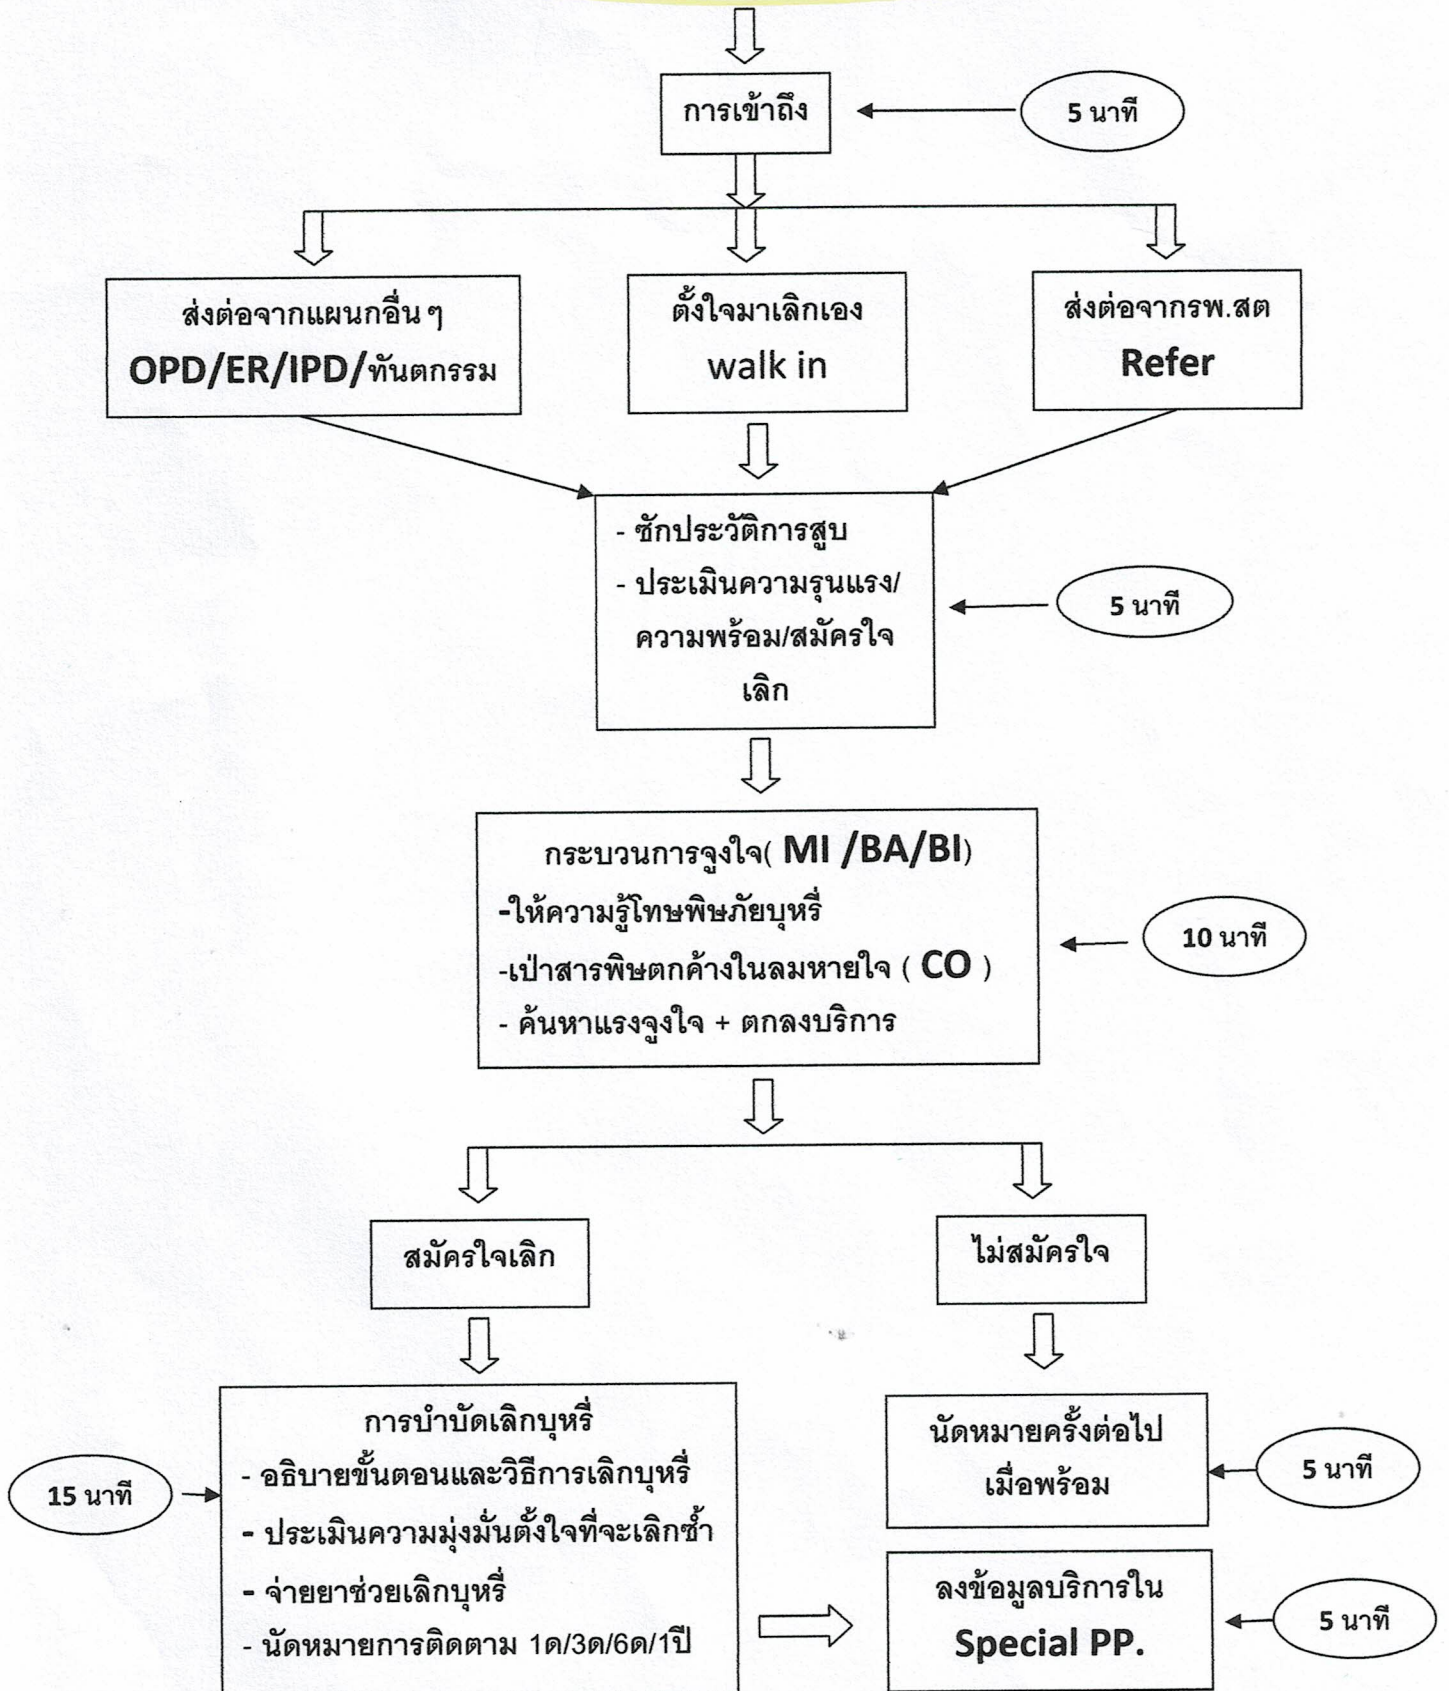 การเข้าถึง
5 นาที
ส่งต่อจากแผนกอื่น ๆ
OPD/ER/IPD/ทันตกรรม
ตั้งใจมาเลิกเอง
walk in
ส่งต่อจากรพ.สต
Refer
- ซักประวัติการสูบ
- ประเมินความรุนแรง/
ความพร้อม/สมัครใจ
เลิก
5 นาที
กระบวนการจูงใจ( MI /BA/BI)
-ให้ความรู้โทษพิษภัยบุหรี่
-เป่าสารพิษตกค้างในลมหายใจ ( CO )
- ค้นหาแรงจูงใจ + ตกลงบริการ
10 นาที
สมัครใจเลิก
ไม่สมัครใจ
15 นาที
การบำบัดเลิกบุหรี่
- อธิบายขั้นตอนและวิธีการเลิกบุหรี่
- ประเมินความมุ่งมั่นตั้งใจที่จะเลิกซ้ำ
- จ่ายยาช่วยเลิกบุหรี่
- นัดหมายการติดตาม 1ด/3ด/6ด/1ปี
นัดหมายครั้งต่อไป
เมื่อพร้อม
5 นาที
ลงข้อมูลบริการใน
Special PP.
5 นาที